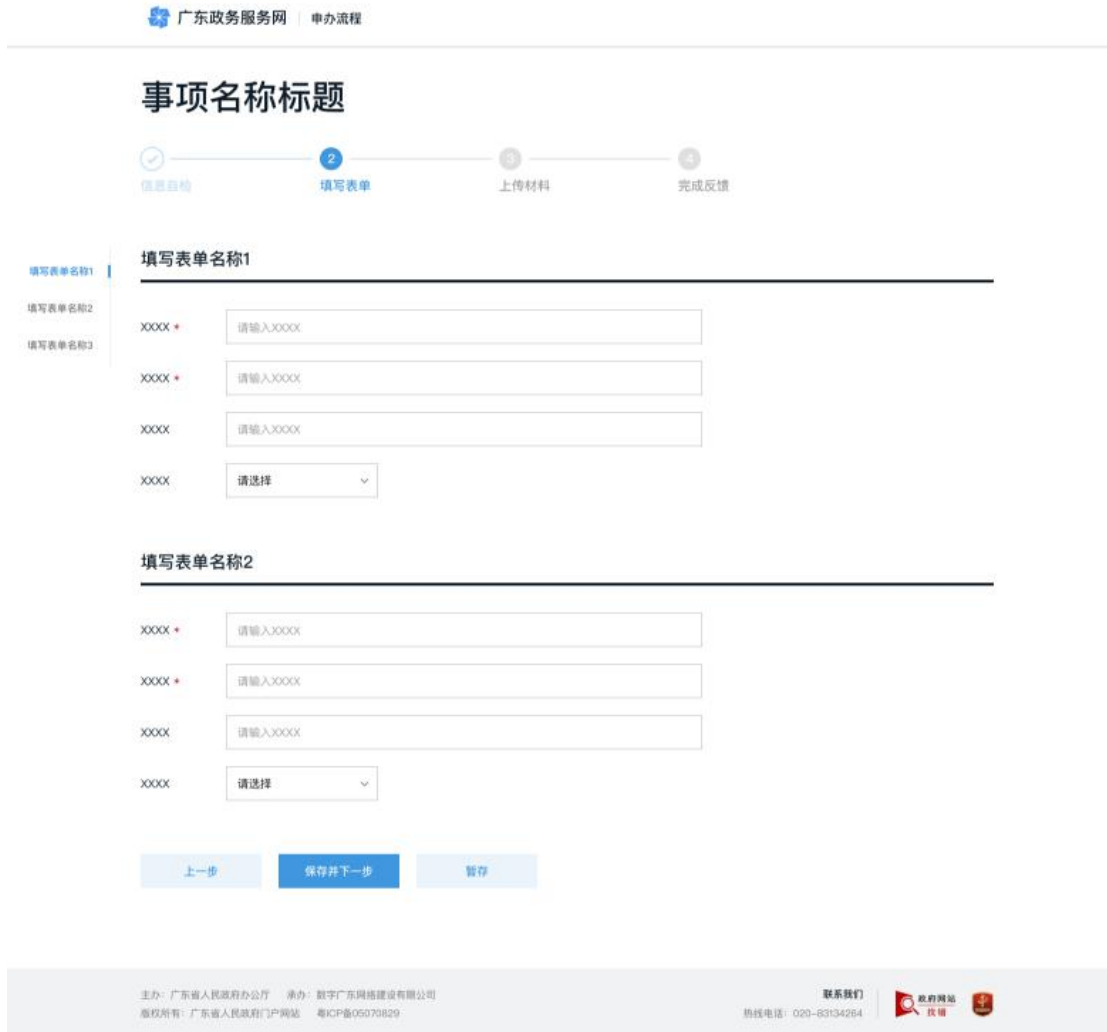 广东政务服务网 申办流程
事项名称标题
2 3 4
信息自检 填写表单 上传材料 完成反馈
填写表单名称1
填写表单名称2
填写表单名称3
填写表单名称1
XXXX * 请输入XXXX
XXXX * 请输入XXXX
XXXX 请输入XXXX
XXXX 请选择
填写表单名称2
XXXX * 请输入XXXX
XXXX * 请输入XXXX
XXXX 请输入XXXX
XXXX 请选择
上一步 保存并下一步 暂存
主办：广东省人民政府办公厅 承办：数字广东网络建设有限公司
版权所有：广东省人民政府门户网站 粤ICP备05070829
联系我们
热线电话：020-83134264
政府网站
找错